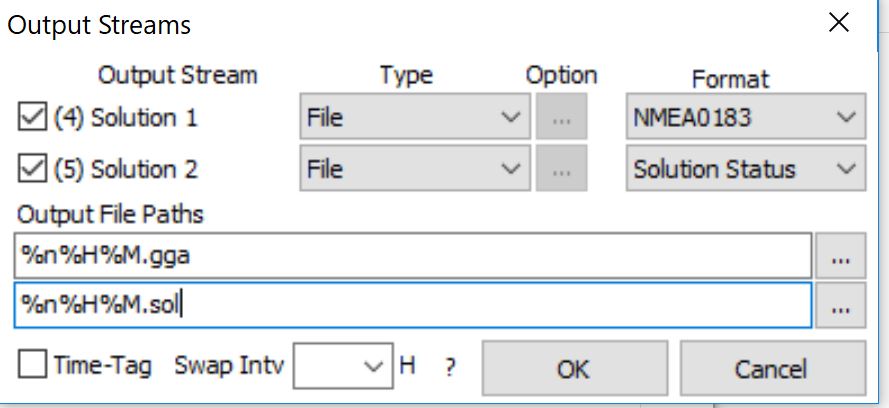 Output Streams
Output Stream Type Option Format
(4) Solution 1 File ... NMEA0183
(5) Solution 2 File ... Solution Status
Output File Paths
%n%H%M.gga ...
%n%H%M.sol ...
Time-Tag Swap Intv H ? OK Cancel